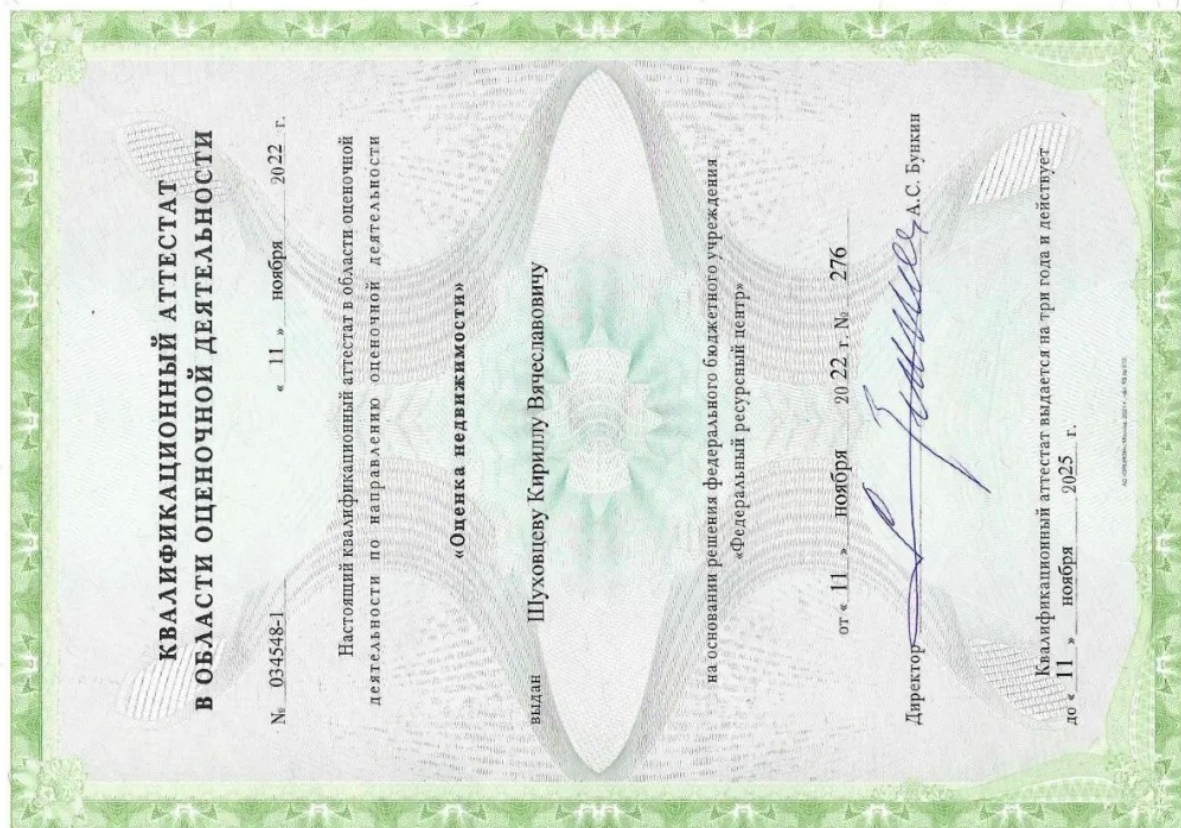 КВАЛИФИКАЦИОННЫЙ АТТЕСТАТ
В ОБЛАСТИ ОЦЕНОЧНОЙ ДЕЯТЕЛЬНОСТИ
№ 034548-1 « 11 » ноября 2022 г.
Настоящий квалификационный аттестат в области оценочной
деятельности по направлению оценочной деятельности
«Оценка недвижимости»
выдан Шуховцеву Кириллу Вячеславовичу
на основании решения федерального бюджетного учреждения
«Федеральный ресурсный центр»
от « 11 » ноября 20 22 г. № 276
Директор А.С. Бункин
Квалификационный аттестат выдается на три года и действует
до « 11 » ноября 2025 г.